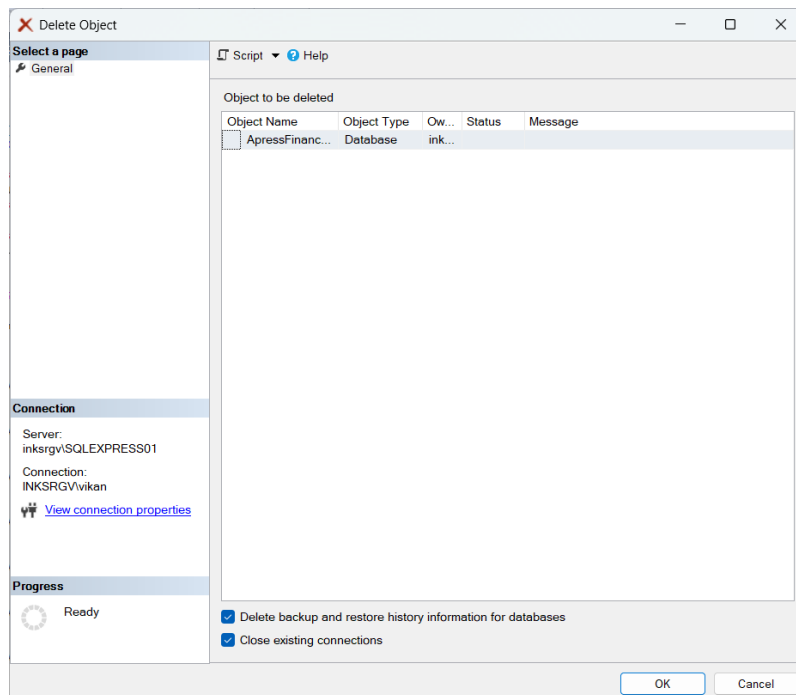 Delete Object
Select a page
General
Script Help
Object to be deleted
Object Name Object Type Ow... Status Message
ApressFinanc... Database ink...
Connection
Server:
inksrgv\SQLEXPRESS01
Connection:
INKSRGV\vikan
View connection properties
Progress
Ready
Delete backup and restore history information for databases
Close existing connections
OK Cancel